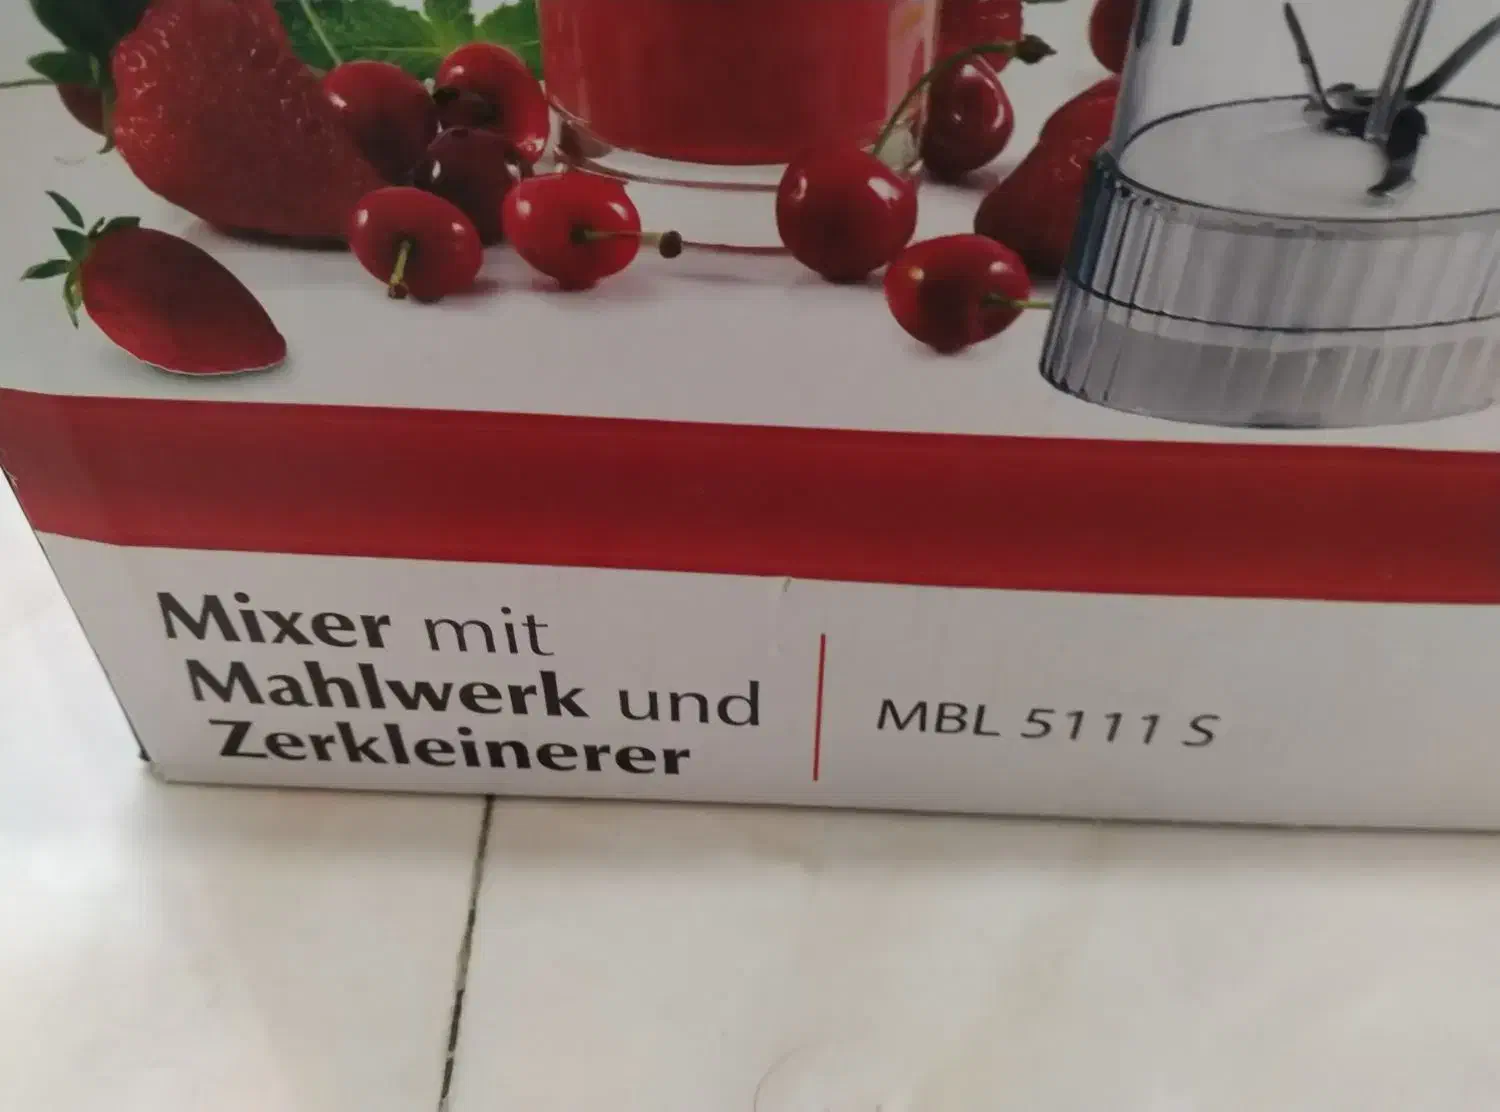 Mixer mit
Mahlwerk und
Zerkleinerer
MBL 5111 S